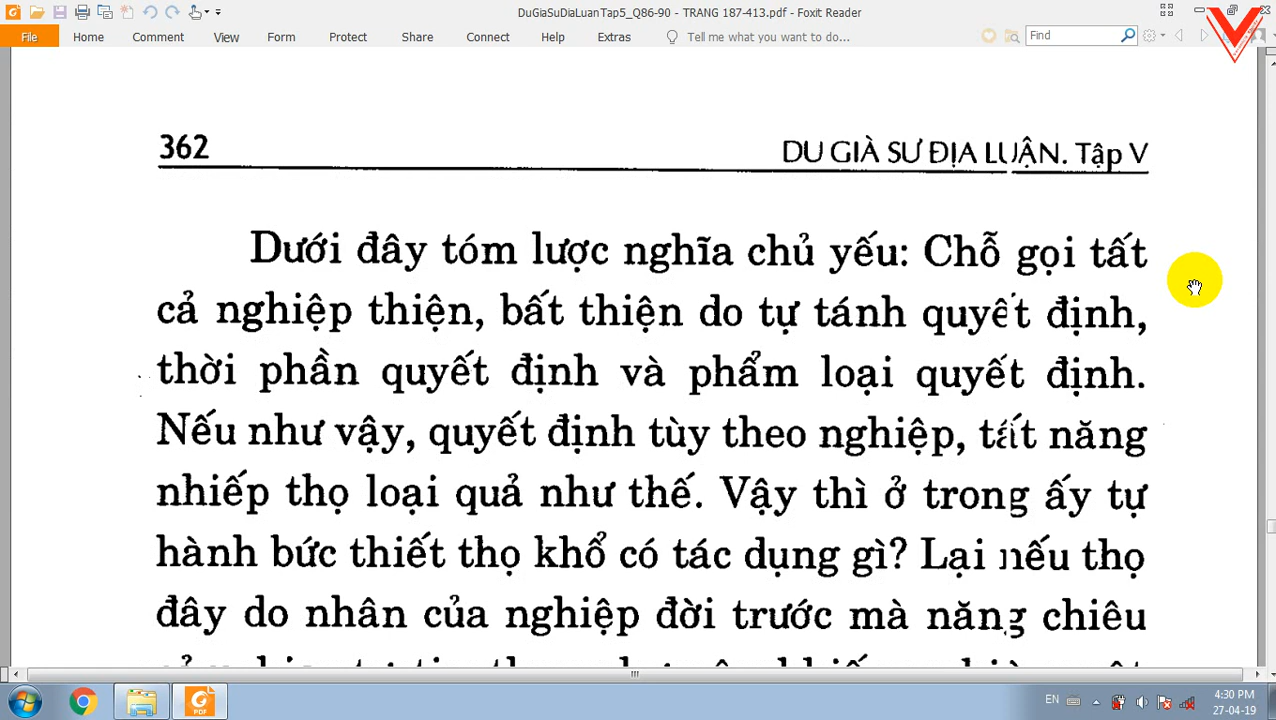 DuGiaSuDiaLuanTap5_Q86-90 - TRANG 187-413.pdf - Foxit Reader
File Home Comment View Form Protect Share Connect Help Extras Tell me what you want to do... Find
362 DU GIÀ SƯ ĐỊA LUẬN. Tập V
Dưới đây tóm lược nghĩa chủ yếu: Chỗ gọi tất
cả nghiệp thiện, bất thiện do tự tánh quyết định,
thời phần quyết định và phẩm loại quyết định.
Nếu như vậy, quyết định tùy theo nghiệp, tất năng
nhiếp thọ loại quả như thế. Vậy thì ở trong ấy tự
hành bức thiết thọ khổ có tác dụng gì? Lại nếu thọ
đây do nhân của nghiệp đời trước mà năng chiêu
EN 4:30 PM
27-04-19